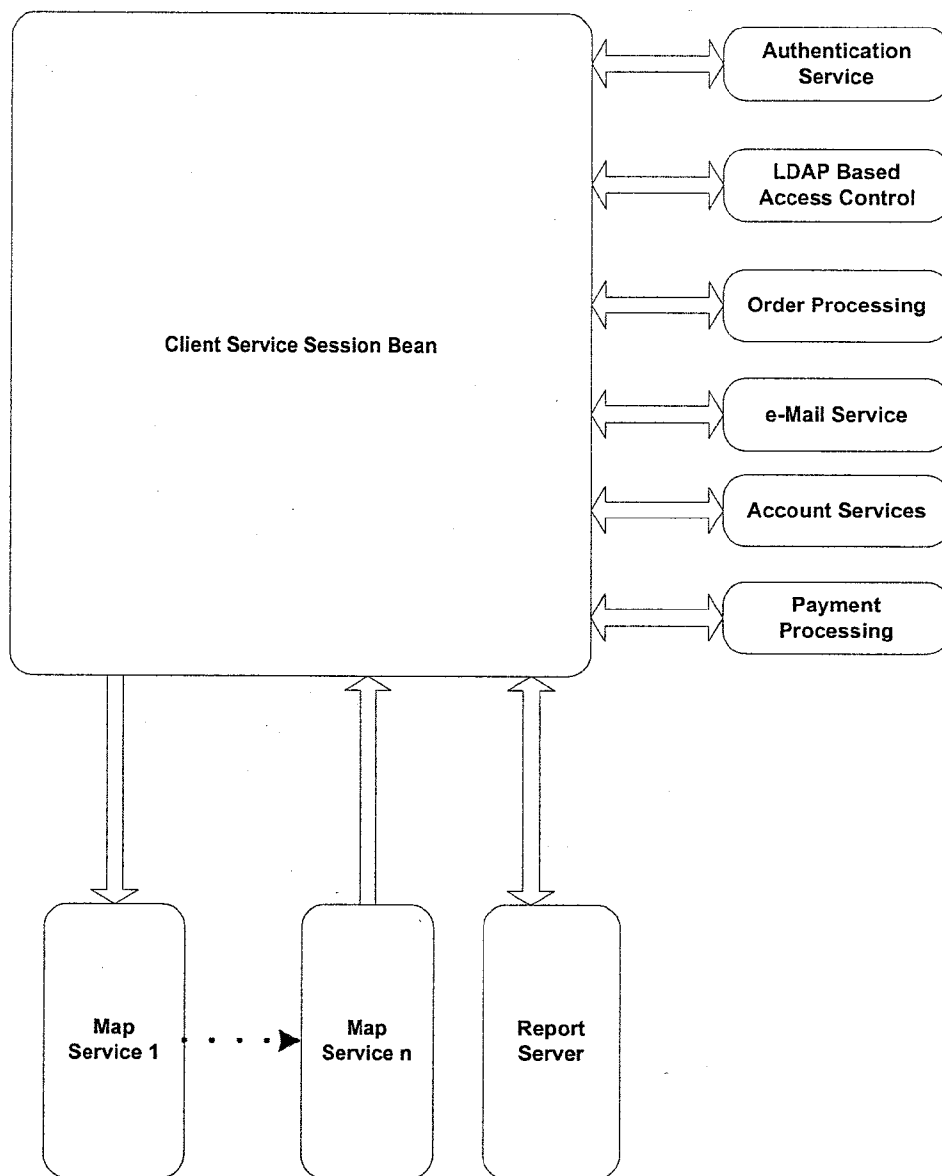 Authentication
Service
LDAP Based
Access Control
Order Processing
Client Service Session Bean
e-Mail Service
Account Services
Payment
Processing
Map
Service 1
Map
Service n
Report
Server